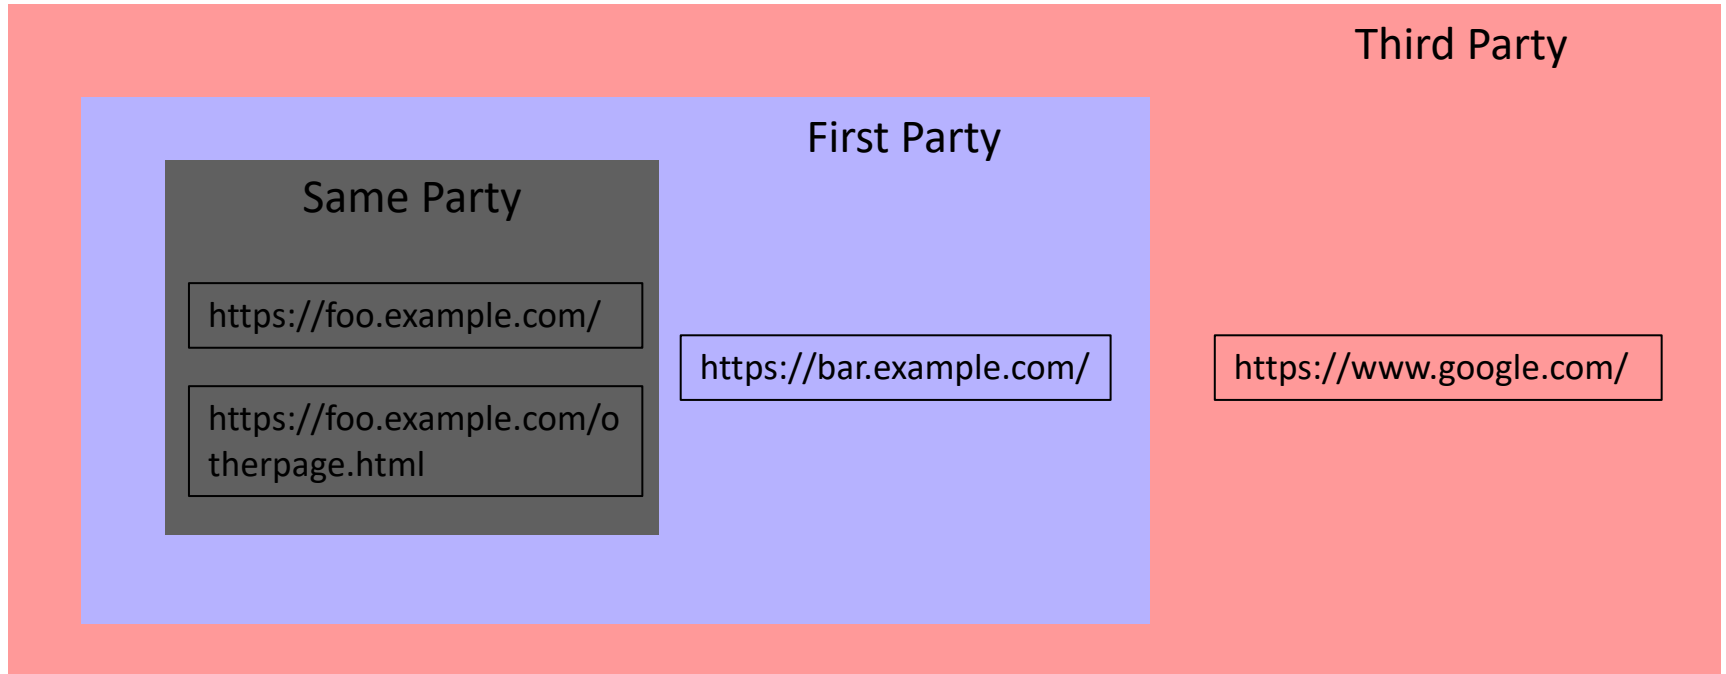 Third Party
First Party
Same Party
https://foo.example.com/
https://foo.example.com/o
therpage.html
https://bar.example.com/
https://www.google.com/